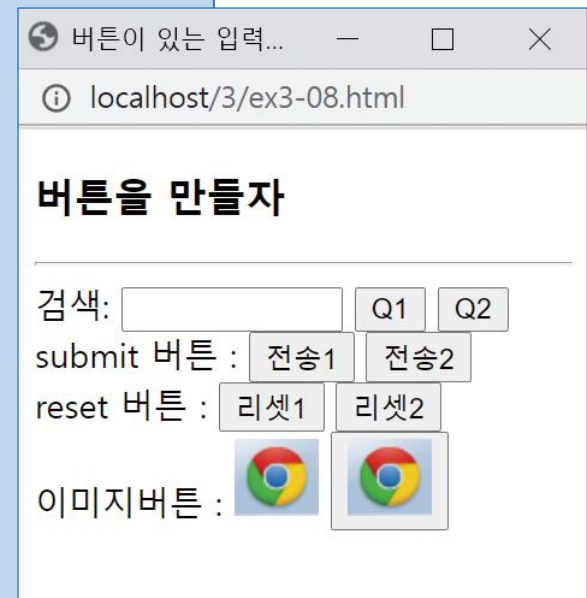 버튼이 있는 입력...
localhost/3/ex3-08.html
버튼을 만들자
검색: Q1 Q2
submit 버튼 : 전송1 전송2
reset 버튼 : 리셋1 리셋2
이미지버튼 :